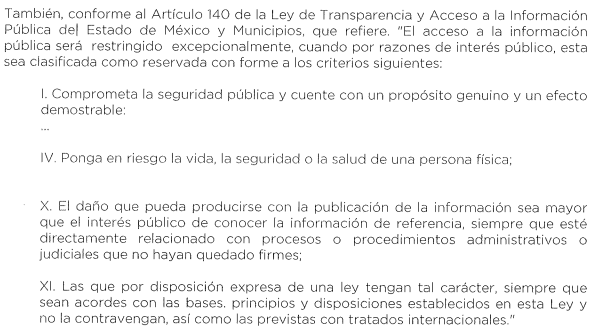 También, conforme al Artículo 140 de la Ley de Transparencia y Acceso a la Información
Pública del Estado de México y Municipios, que refiere. "El acceso a la información
pública será restringido excepcionalmente, cuando por razones de interés público, esta
sea clasificada como reservada con forme a los criterios siguientes:
I. Comprometa la seguridad pública y cuente con un propósito genuino y un efecto
demostrable:
...
IV. Ponga en riesgo la vida, la seguridad o la salud de una persona física;
X. El daño que pueda producirse con la publicación de la información sea mayor
que el interés público de conocer la información de referencia, siempre que esté
directamente relacionado con procesos o procedimientos administrativos o
judiciales que no hayan quedado firmes;
XI. Las que por disposición expresa de una ley tengan tal carácter, siempre que
sean acordes con las bases. principios y disposiciones establecidos en esta Ley y
no la contravengan, así como las previstas con tratados internacionales."